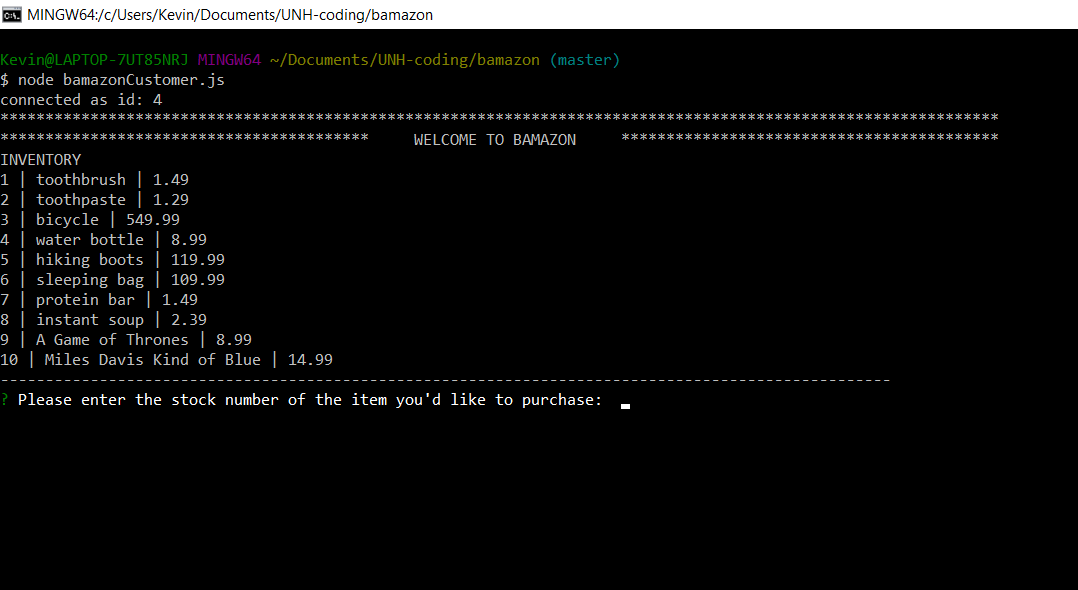 MINGW64:/c/Users/Kevin/Documents/UNH-coding/bamazon
Kevin@LAPTOP-7UT85NRJ MINGW64 ~/Documents/UNH-coding/bamazon (master)
$ node bamazonCustomer.js
connected as id: 4
***************************************************************************************************************
*****************************************     WELCOME TO BAMAZON     ******************************************
INVENTORY
1 | toothbrush | 1.49
2 | toothpaste | 1.29
3 | bicycle | 549.99
4 | water bottle | 8.99
5 | hiking boots | 119.99
6 | sleeping bag | 109.99
7 | protein bar | 1.49
8 | instant soup | 2.39
9 | A Game of Thrones | 8.99
10 | Miles Davis Kind of Blue | 14.99
---------------------------------------------------------------------------------------------------
? Please enter the stock number of the item you'd like to purchase: